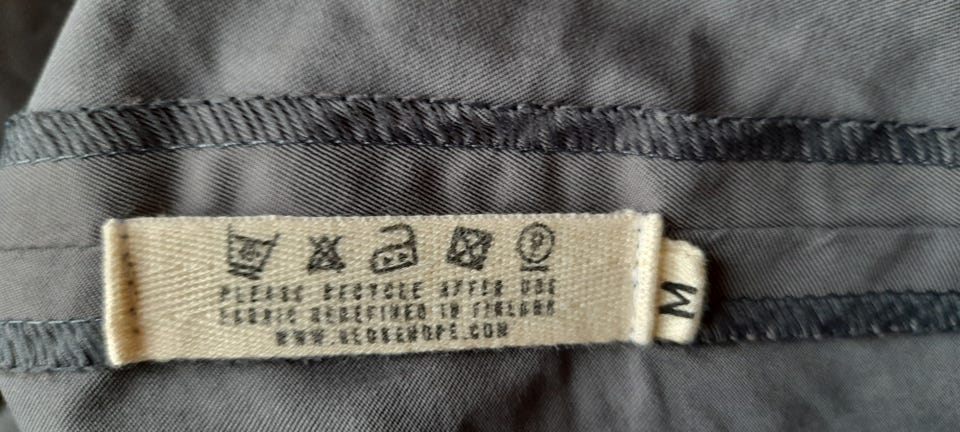 PLEASE RECYCLE AFTER USE
FABRIC REDEFINED IN FINLAND
WWW.GLOBEHOPE.COM
M